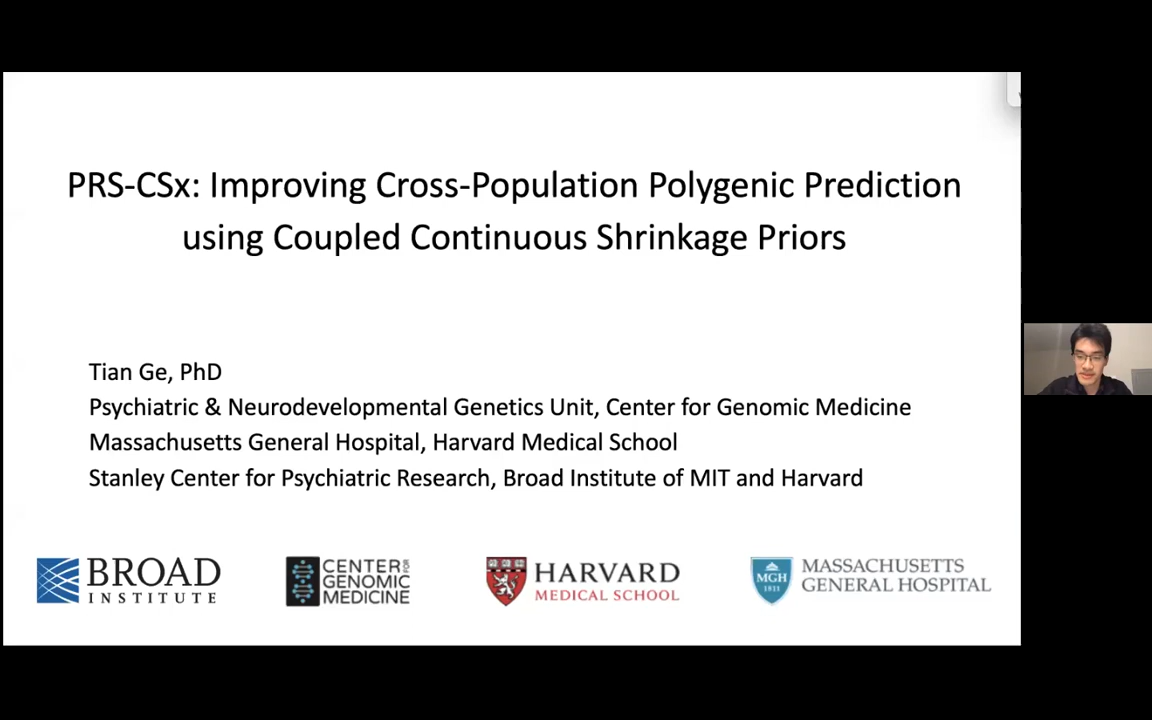 PRS-CSx: Improving Cross-Population Polygenic Prediction
using Coupled Continuous Shrinkage Priors
Tian Ge, PhD
Psychiatric & Neurodevelopmental Genetics Unit, Center for Genomic Medicine
Massachusetts General Hospital, Harvard Medical School
Stanley Center for Psychiatric Research, Broad Institute of MIT and Harvard
BROAD
INSTITUTE
CENTER FOR
GENOMIC
MEDICINE
HARVARD
MEDICAL SCHOOL
MGH
1811
MASSACHUSETTS
GENERAL HOSPITAL